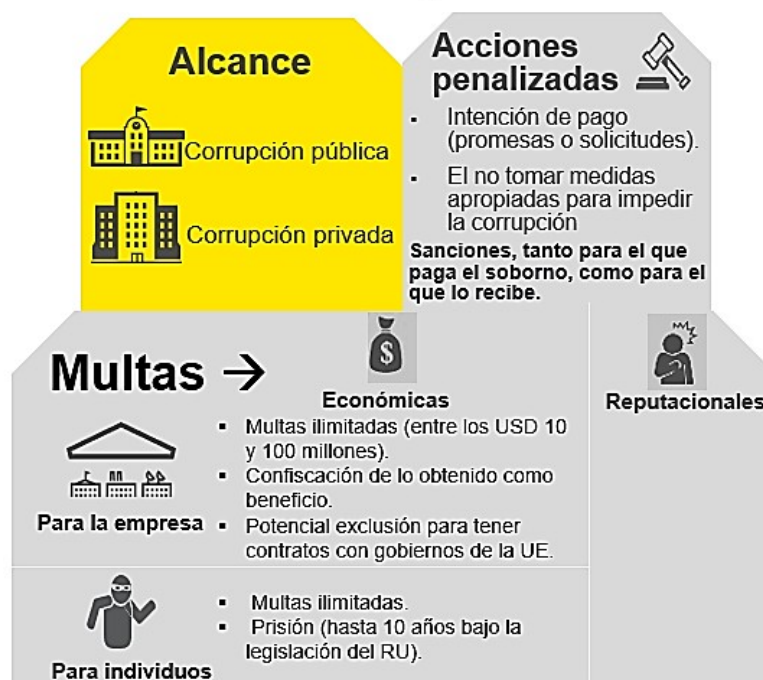 Alcance
Corrupción pública
Corrupción privada
Acciones
penalizadas
▪ Intención de pago
(promesas o solicitudes).
▪ El no tomar medidas
apropiadas para impedir
la corrupción
Sanciones, tanto para el que
paga el soborno, como para el
que lo recibe.
Multas →
$
Económicas
Reputacionales
Para la empresa
▪ Multas ilimitadas (entre los USD 10
y 100 millones).
▪ Confiscación de lo obtenido como
beneficio.
▪ Potencial exclusión para tener
contratos con gobiernos de la UE.
Para individuos
▪ Multas ilimitadas.
▪ Prisión (hasta 10 años bajo la
legislación del RU).